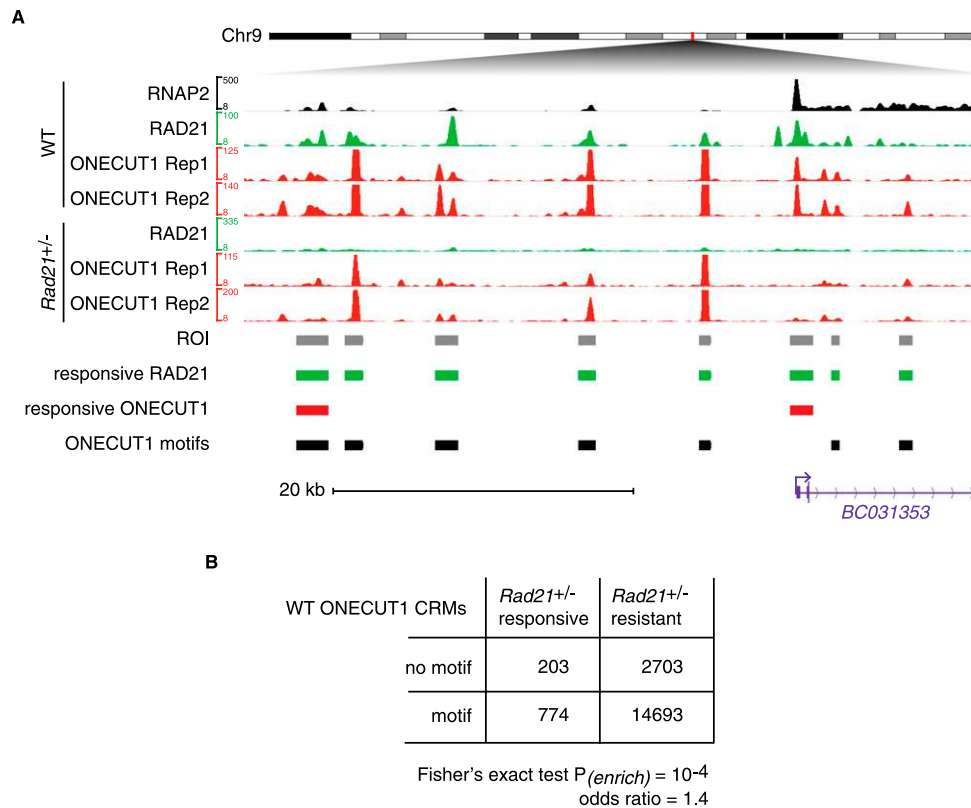 A
Chr9
WT
RNAP2
500
8
RAD21
100
8
ONECUT1 Rep1
125
8
ONECUT1 Rep2
140
8
Rad21+/-
RAD21
335
8
ONECUT1 Rep1
115
8
ONECUT1 Rep2
200
8
ROI
responsive RAD21
responsive ONECUT1
ONECUT1 motifs
20 kb
BC031353
B
WT ONECUT1 CRMs
Rad21+/- responsive
Rad21+/- resistant
no motif 203 2703
motif 774 14693
Fisher's exact test P(enrich) = 10-4
odds ratio = 1.4